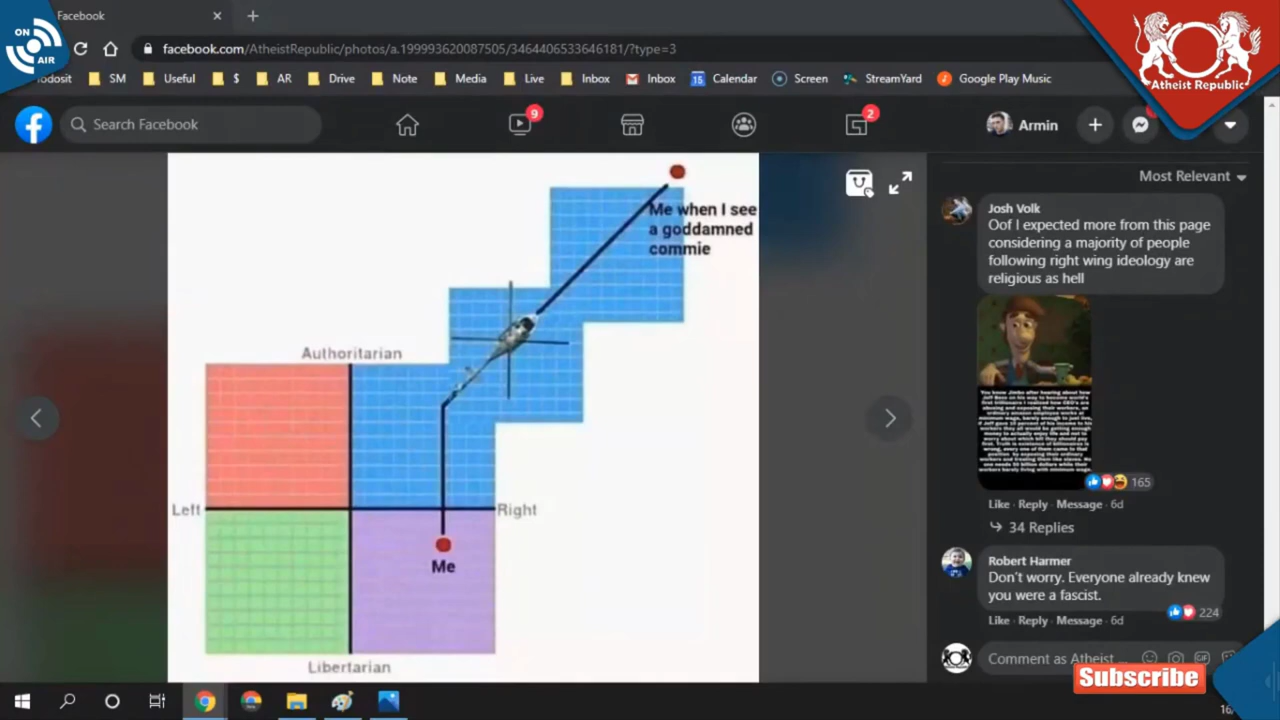 ON
AIR
Facebook
facebook.com/AtheistRepublic/photos/a.199993620087505/3464406533646181/?type=3
Todosit
SM
Useful
$
AR
Drive
Note
Media
Live
Inbox
Inbox
15
Calendar
Screen
StreamYard
Google Play Music
Atheist Republic
Search Facebook
9
2
Armin
Me when I see
a goddamned
commie
Authoritarian
Left
Right
Me
Libertarian
Most Relevant
Josh Volk
Oof I expected more from this page
considering a majority of people
following right wing ideology are
religious as hell
165
Like · Reply · Message · 6d
34 Replies
Robert Harmer
Don't worry. Everyone already knew
you were a fascist.
224
Like · Reply · Message · 6d
Comment as Atheist ...
GIF
Subscribe